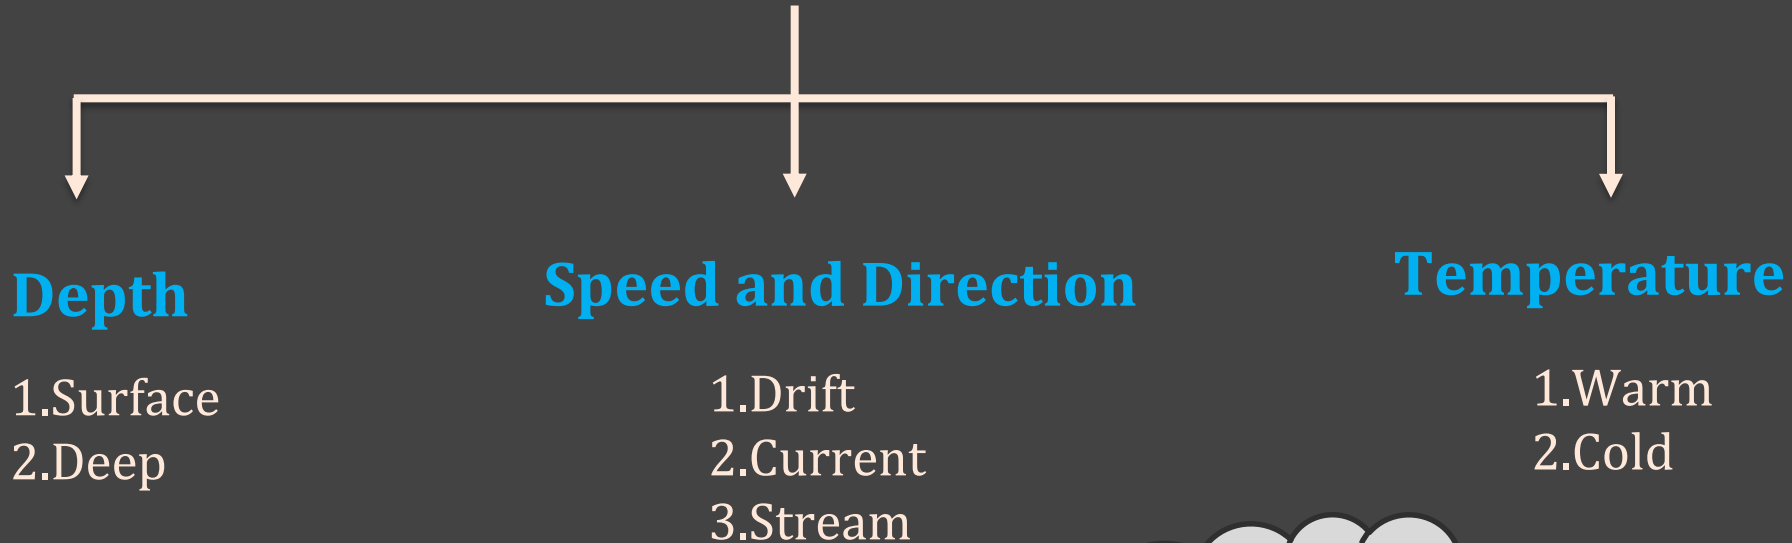 Depth
1.Surface
2.Deep
Speed and Direction
1.Drift
2.Current
3.Stream
Temperature
1.Warm
2.Cold